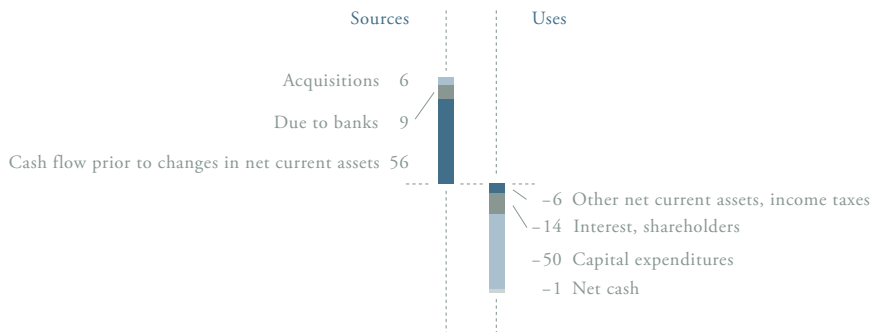 Sources Uses
Acquisitions 6
Due to banks 9
Cash flow prior to changes in net current assets 56
–6 Other net current assets, income taxes
–14 Interest, shareholders
–50 Capital expenditures
–1 Net cash